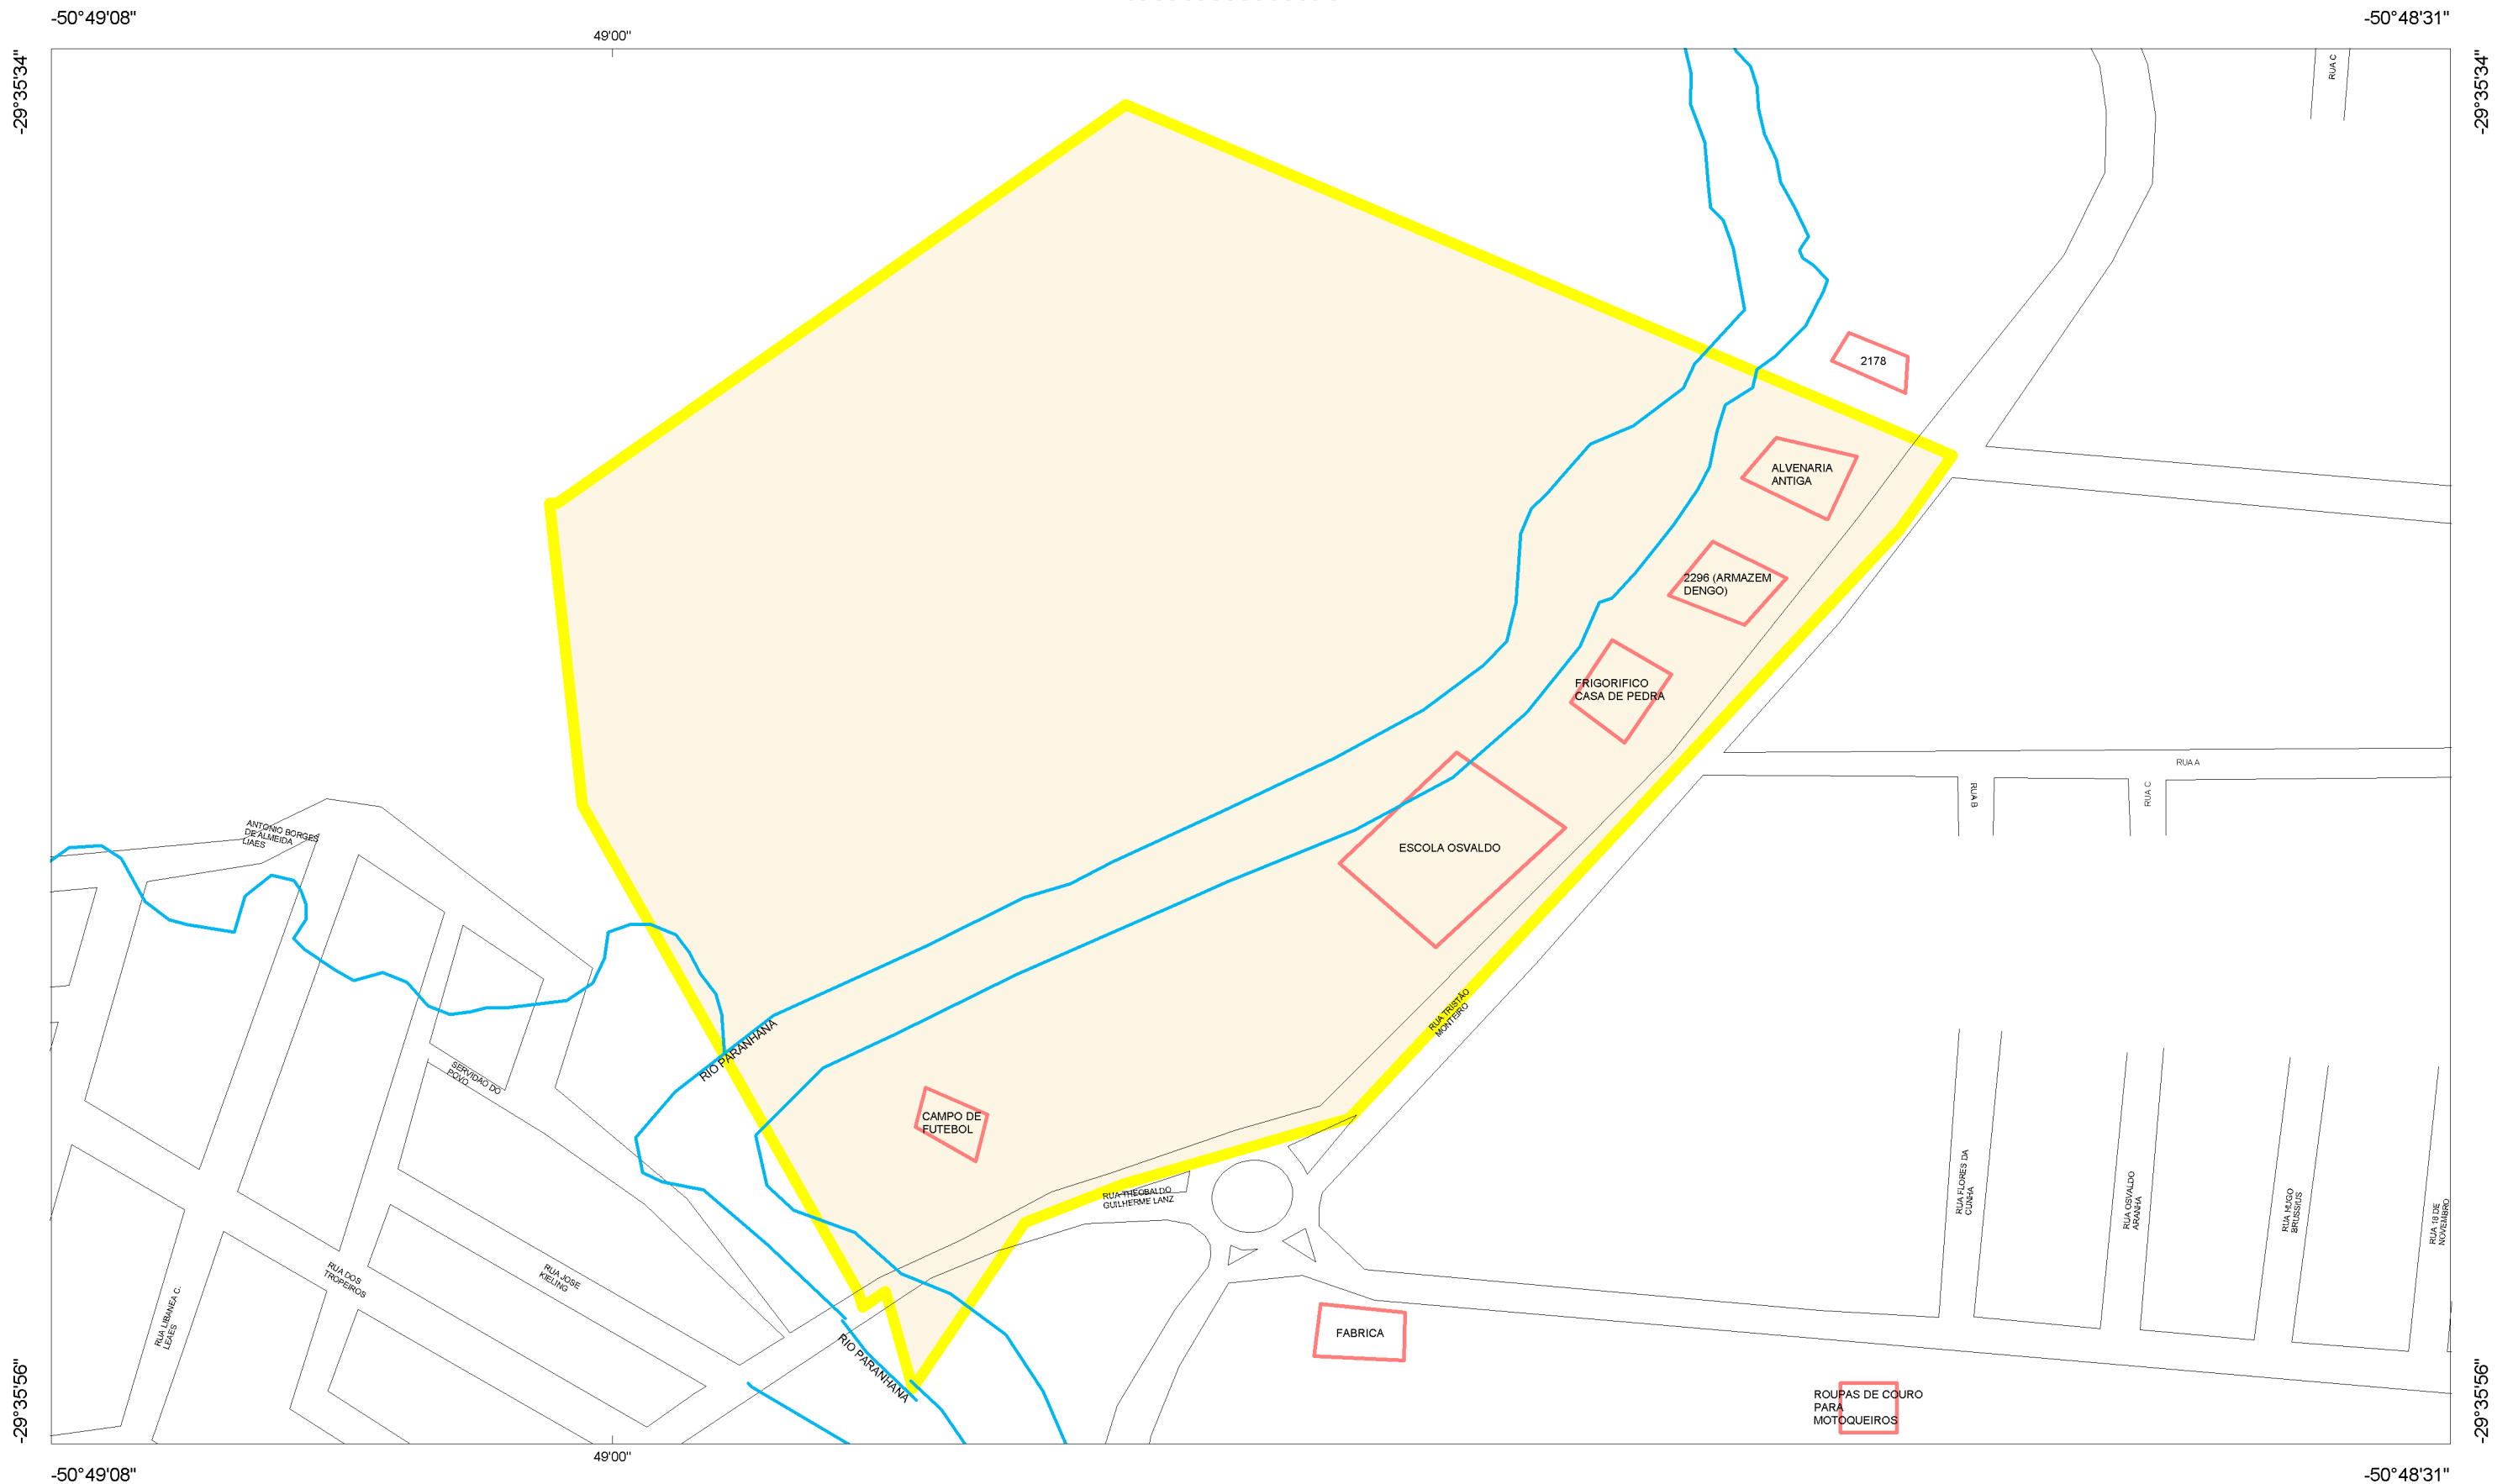 -50°49'08"
-50°48'31"
49'00"
-29°35'34"
-29°35'34"
RUA C
2178
ALVENARIA
ANTIGA
2296 (ARMAZEM
DENGO)
FRIGORIFICO
CASA DE PEDRA
RUA A
RUA B
RUA C
ANTONIO BORGES
DE ALMEIDA
LIAES
ESCOLA OSVALDO
RUA TRISTÃO
MONTEIRO
RIO PARANHANA
SERVIDAO DO
POVO
CAMPO DE
FUTEBOL
RUA THEOBALDO
GUILHERME LANZ
RUA FLORES DA
CUNHA
RUA OSVALDO
ARANHA
RUA HUGO
BRUSSIUS
RUA 18 DE
NOVEMBRO
RUA DOS
TROPEIROS
RUA JOSE
KIELING
RUA LIBANEA C.
LEAES
RIO PARANHANA
FABRICA
ROUPAS DE COURO
PARA
MOTOQUEIROS
-29°35'56"
-29°35'56"
49'00"
-50°49'08"
-50°48'31"